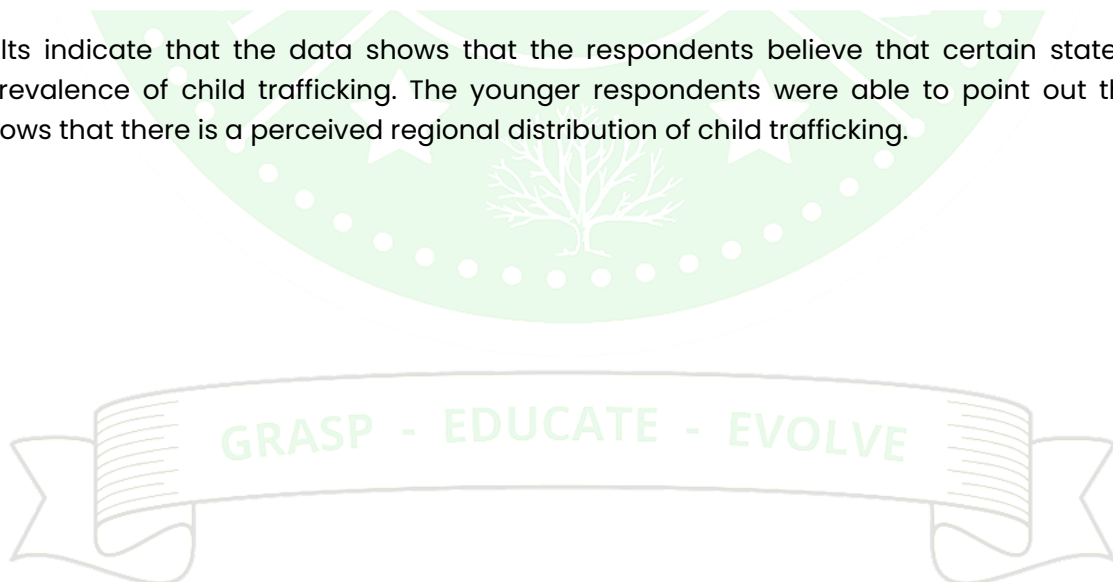 lts indicate that the data shows that the respondents believe that certain state
revalence of child trafficking. The younger respondents were able to point out th
ows that there is a perceived regional distribution of child trafficking.
GRASP - EDUCATE - EVOLVE